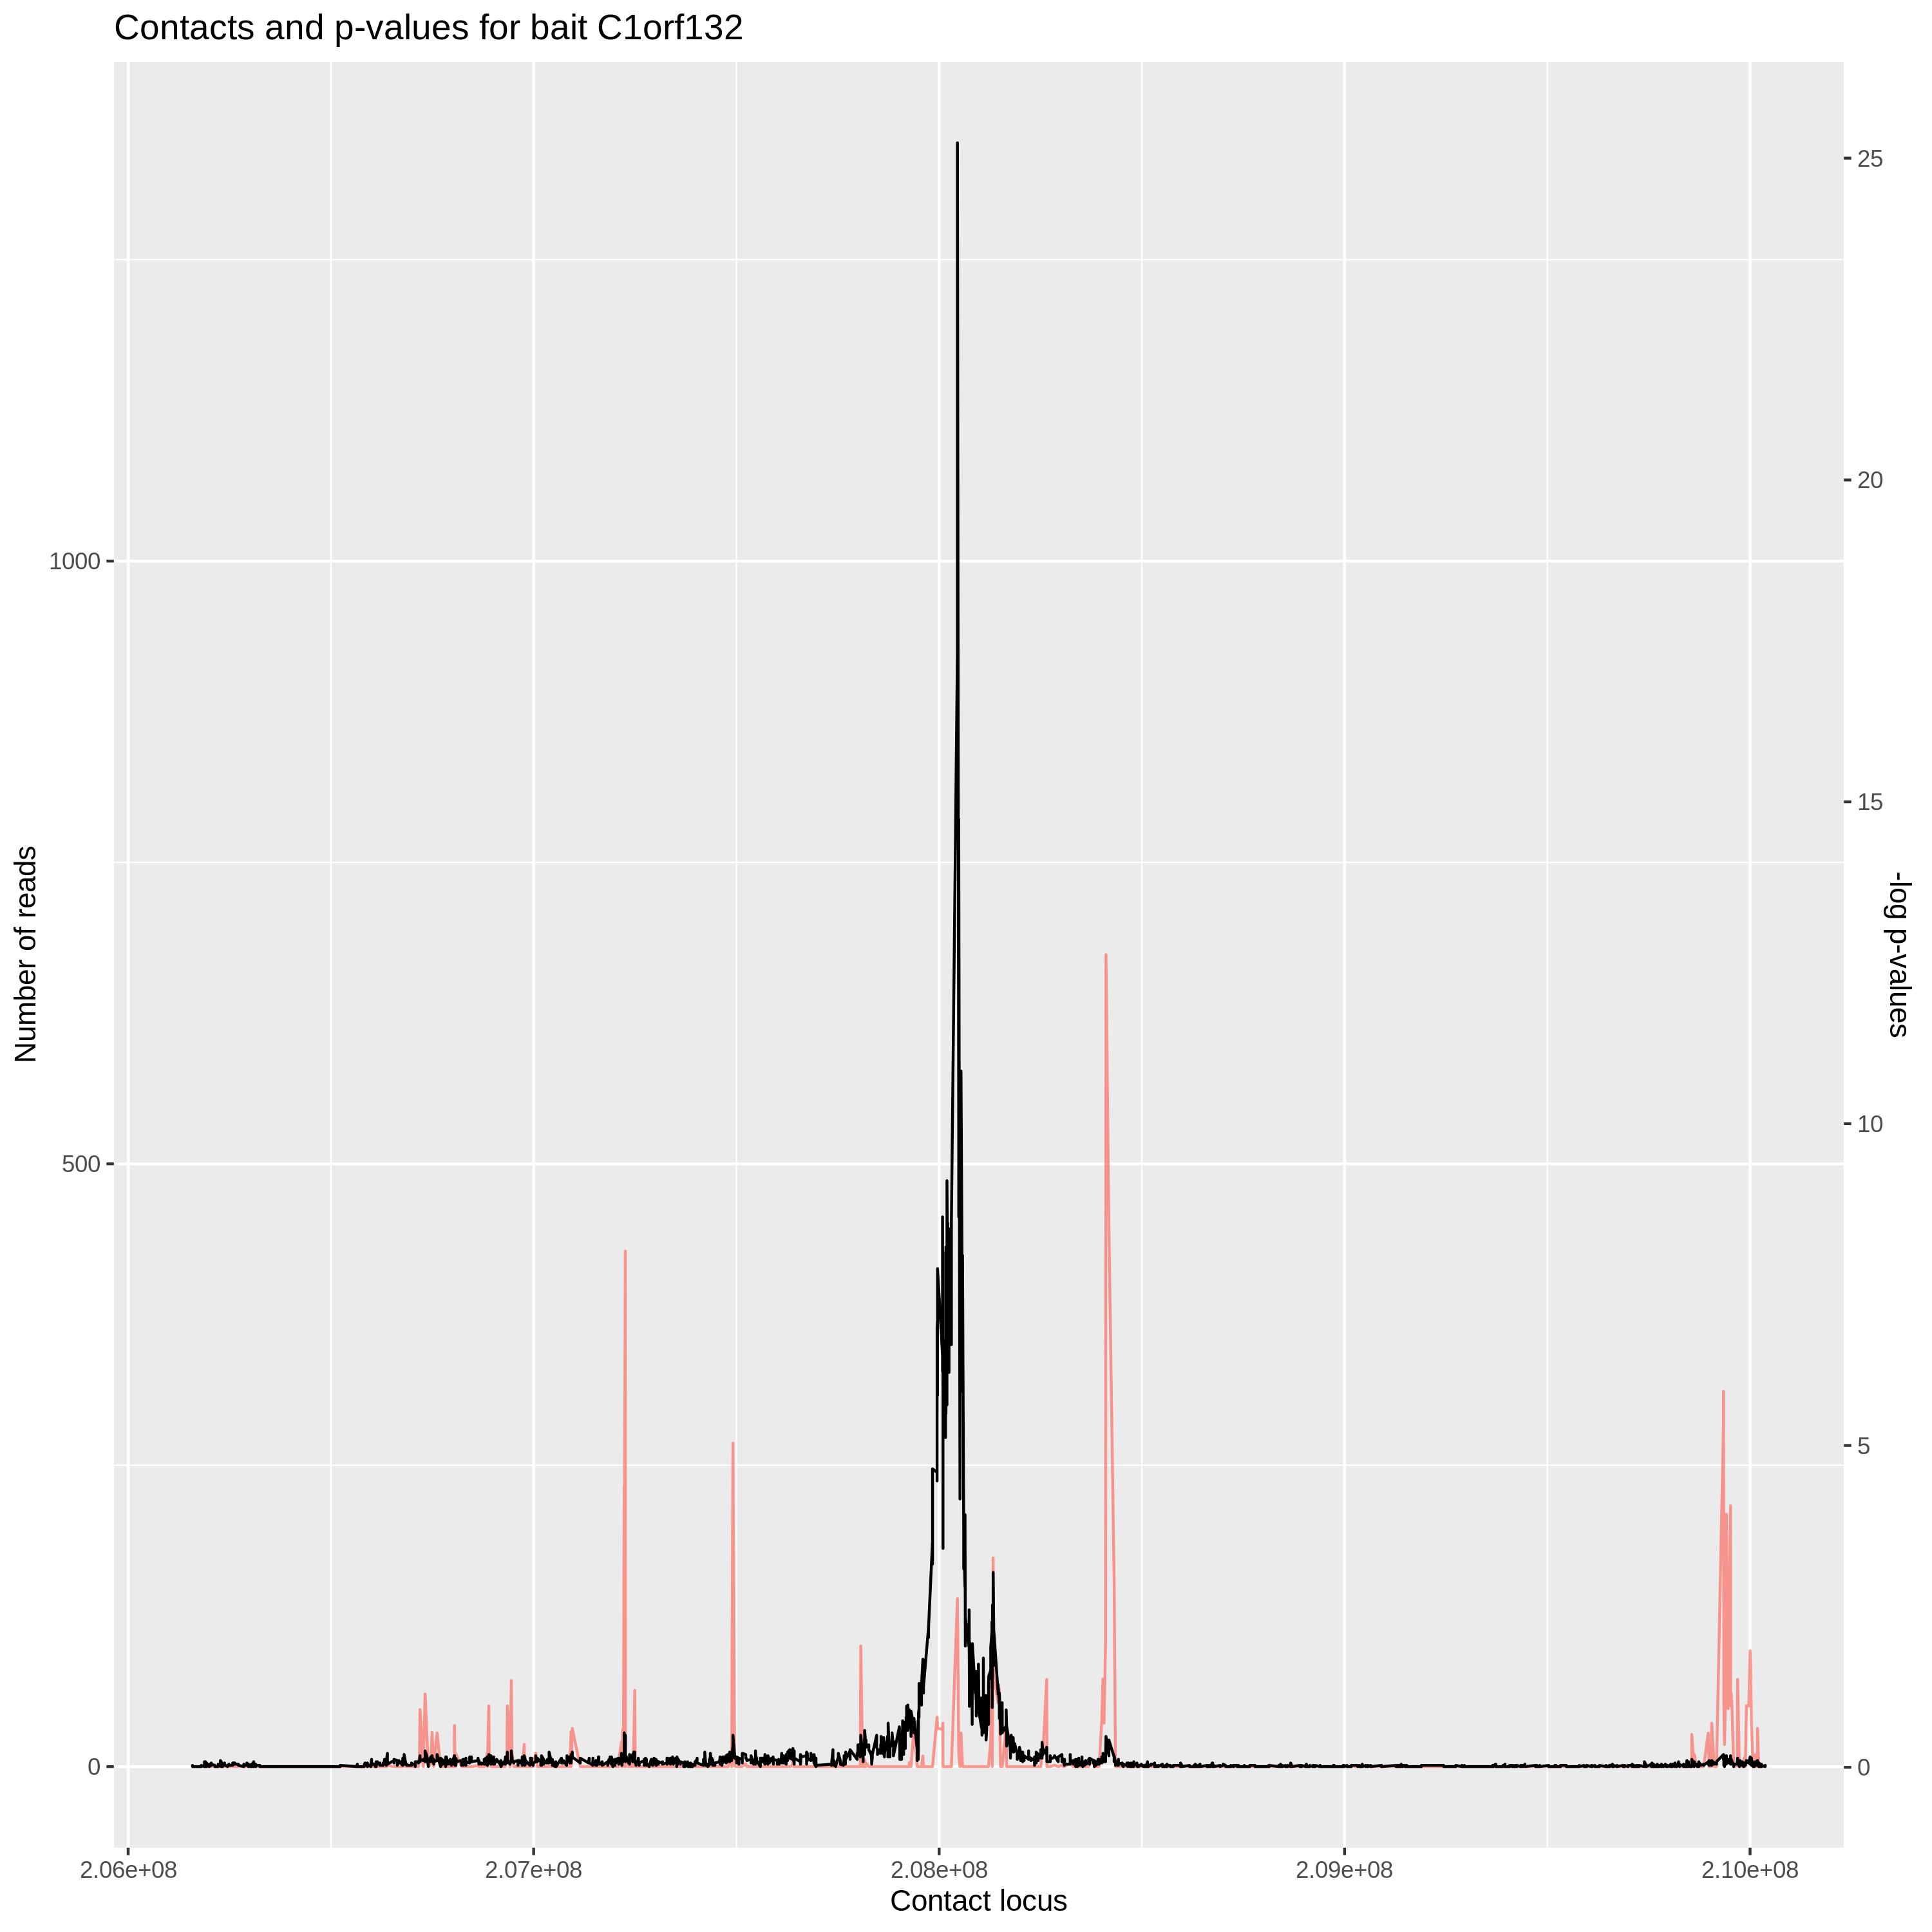 Contacts and p-values for bait C1orf132
Number of reads
1000
500
0
25
20
15
10
5
0
-log p-values
2.06e+08
2.07e+08
2.08e+08
2.09e+08
2.10e+08
Contact locus